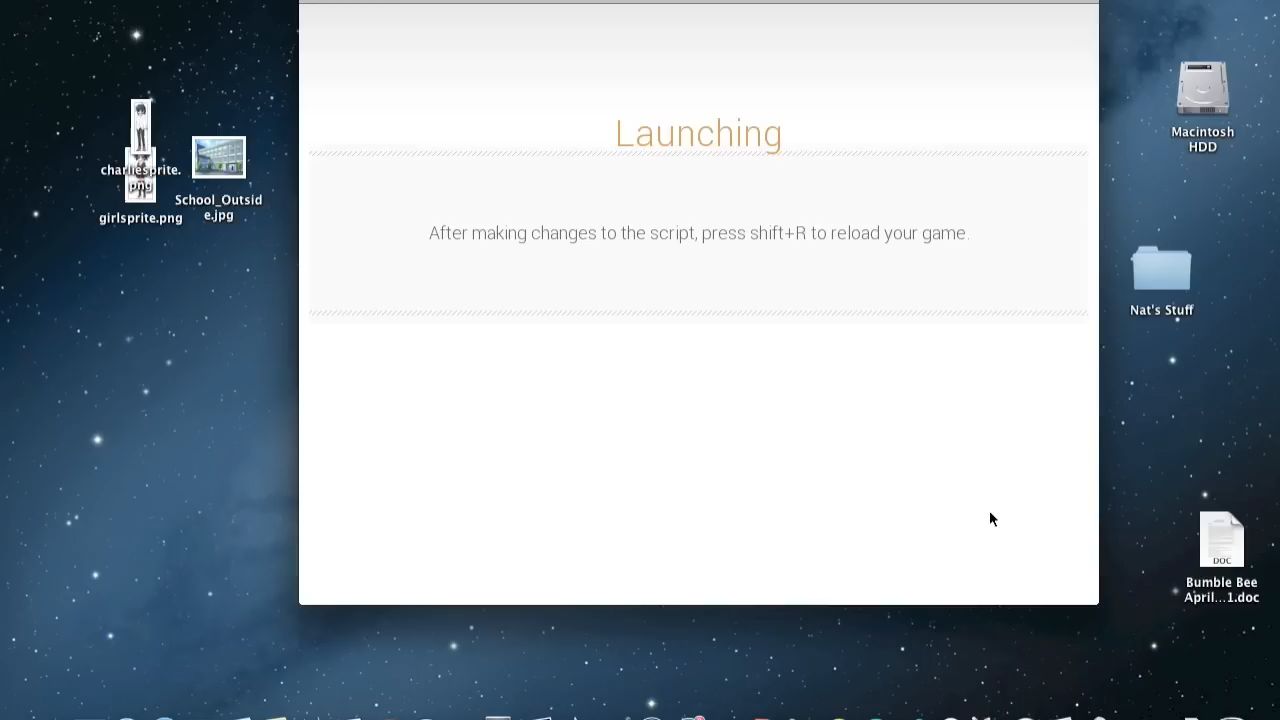 Launching
After making changes to the script, press shift+R to reload your game.
charliesprite.
png
girlsprite.png
School_Outsid
e.jpg
Macintosh
HDD
Nat's Stuff
DOC
Bumble Bee
April...1.doc